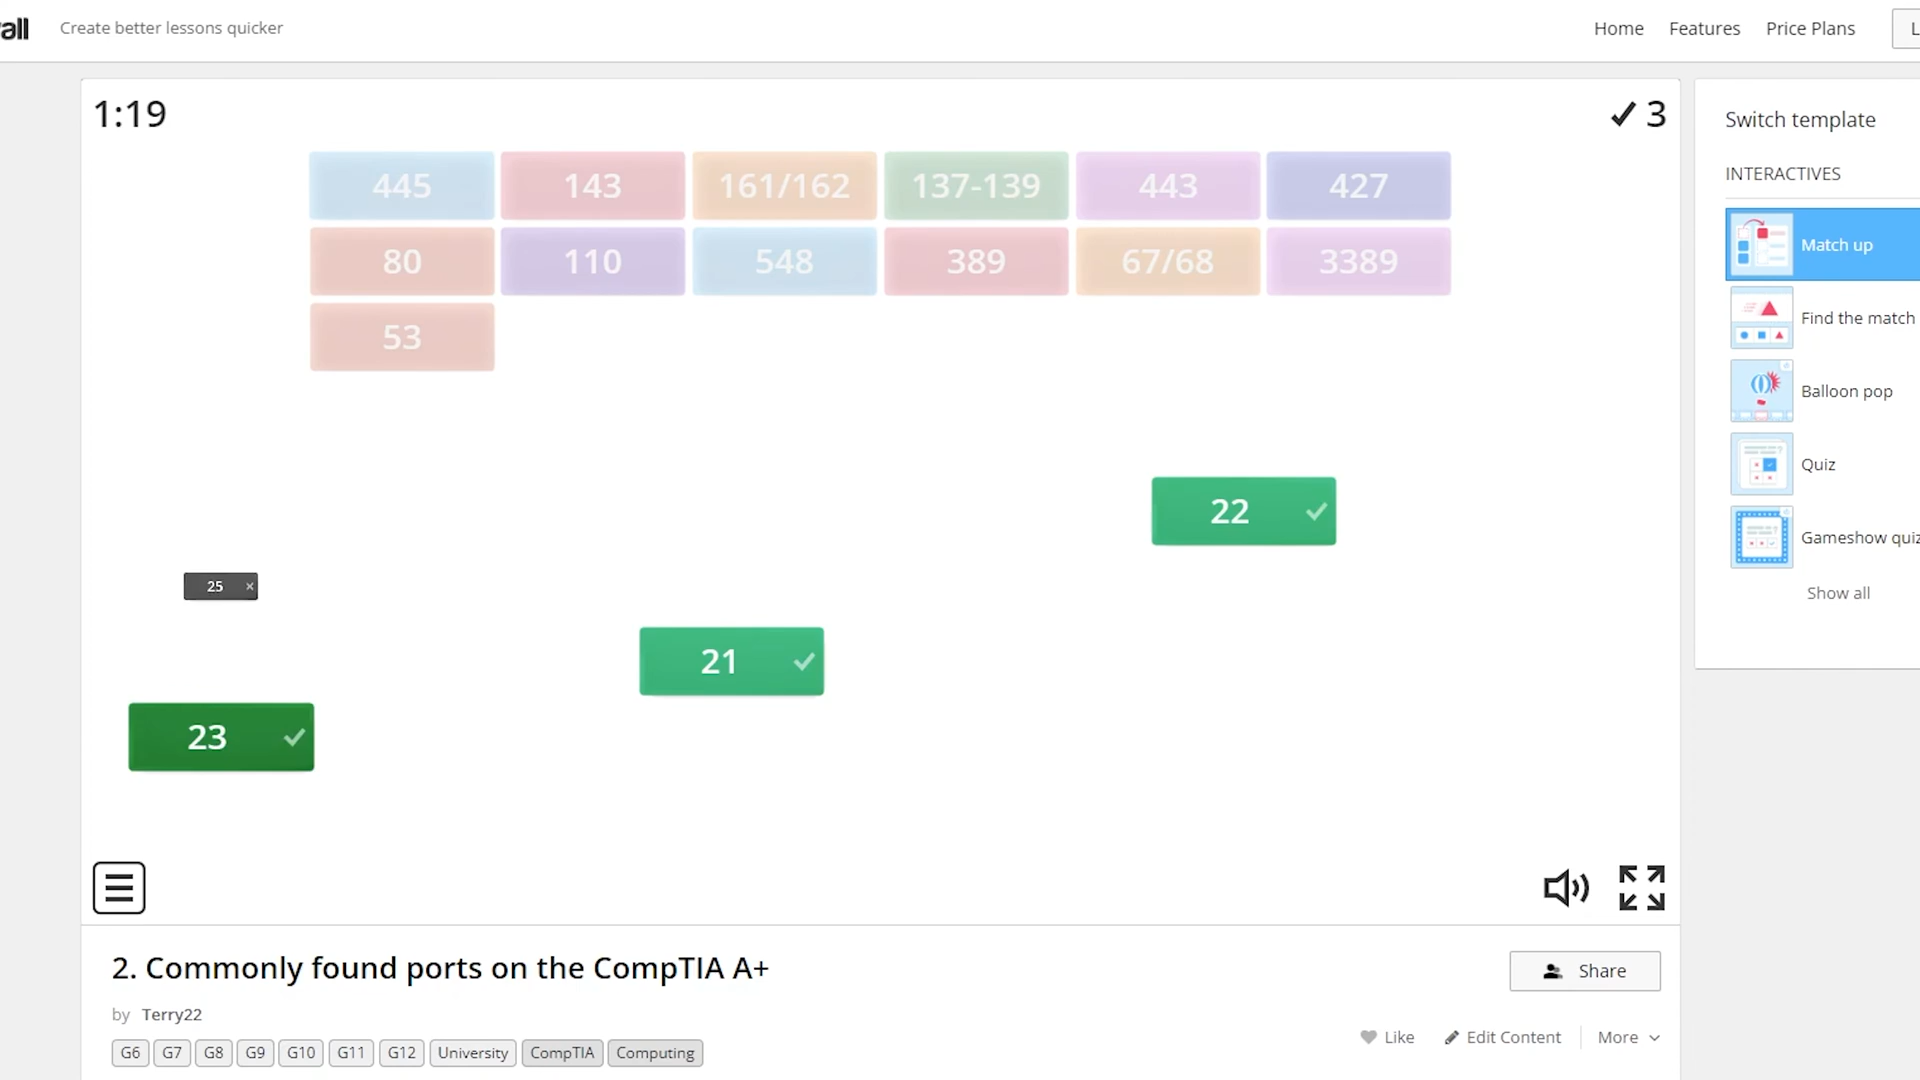 all Create better lessons quicker Home Features Price Plans
1:19 3
445 143 161/162 137-139 443 427
80 110 548 389 67/68 3389
53
22
25
21
23
Switch template
INTERACTIVES
Match up
Find the match
Balloon pop
Quiz
Gameshow quiz
Show all
2. Commonly found ports on the CompTIA A+
Share
by Terry22
Like Edit Content More
G6 G7 G8 G9 G10 G11 G12 University CompTIA Computing